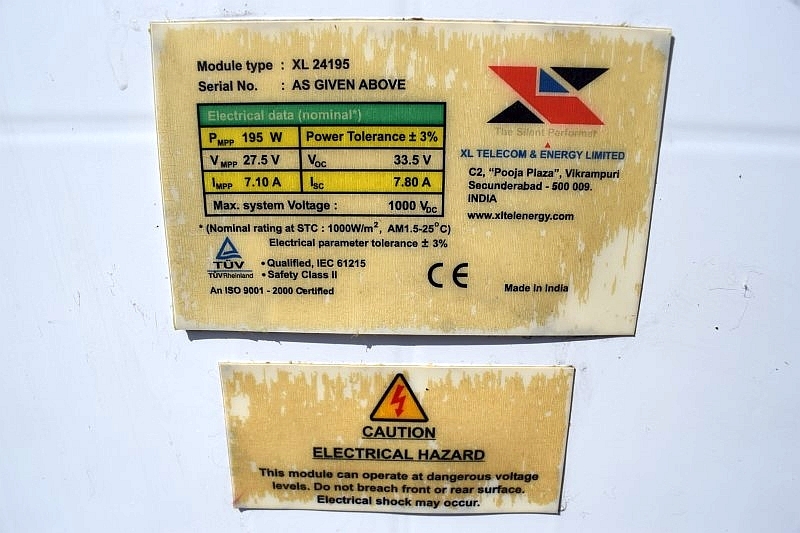 Module type : XL 24195
Serial No. : AS GIVEN ABOVE
Electrical data (nominal*)
PMPP 195 W Power Tolerance ± 3%
VMPP 27.5 V VOC 33.5 V
IMPP 7.10 A ISC 7.80 A
Max. system Voltage : 1000 VDC
* (Nominal rating at STC : 1000W/m², AM1.5-25°C)
Electrical parameter tolerance ± 3%
TÜV
TÜVRheinland
• Qualified, IEC 61215
• Safety Class II
An ISO 9001 - 2000 Certified
CE
The Silent Performer
XL TELECOM & ENERGY LIMITED
C2, “Pooja Plaza”, Vikrampuri
Secunderabad - 500 009.
INDIA
www.xltelenergy.com
Made in India
CAUTION
ELECTRICAL HAZARD
This module can operate at dangerous voltage
levels. Do not breach front or rear surface.
Electrical shock may occur.